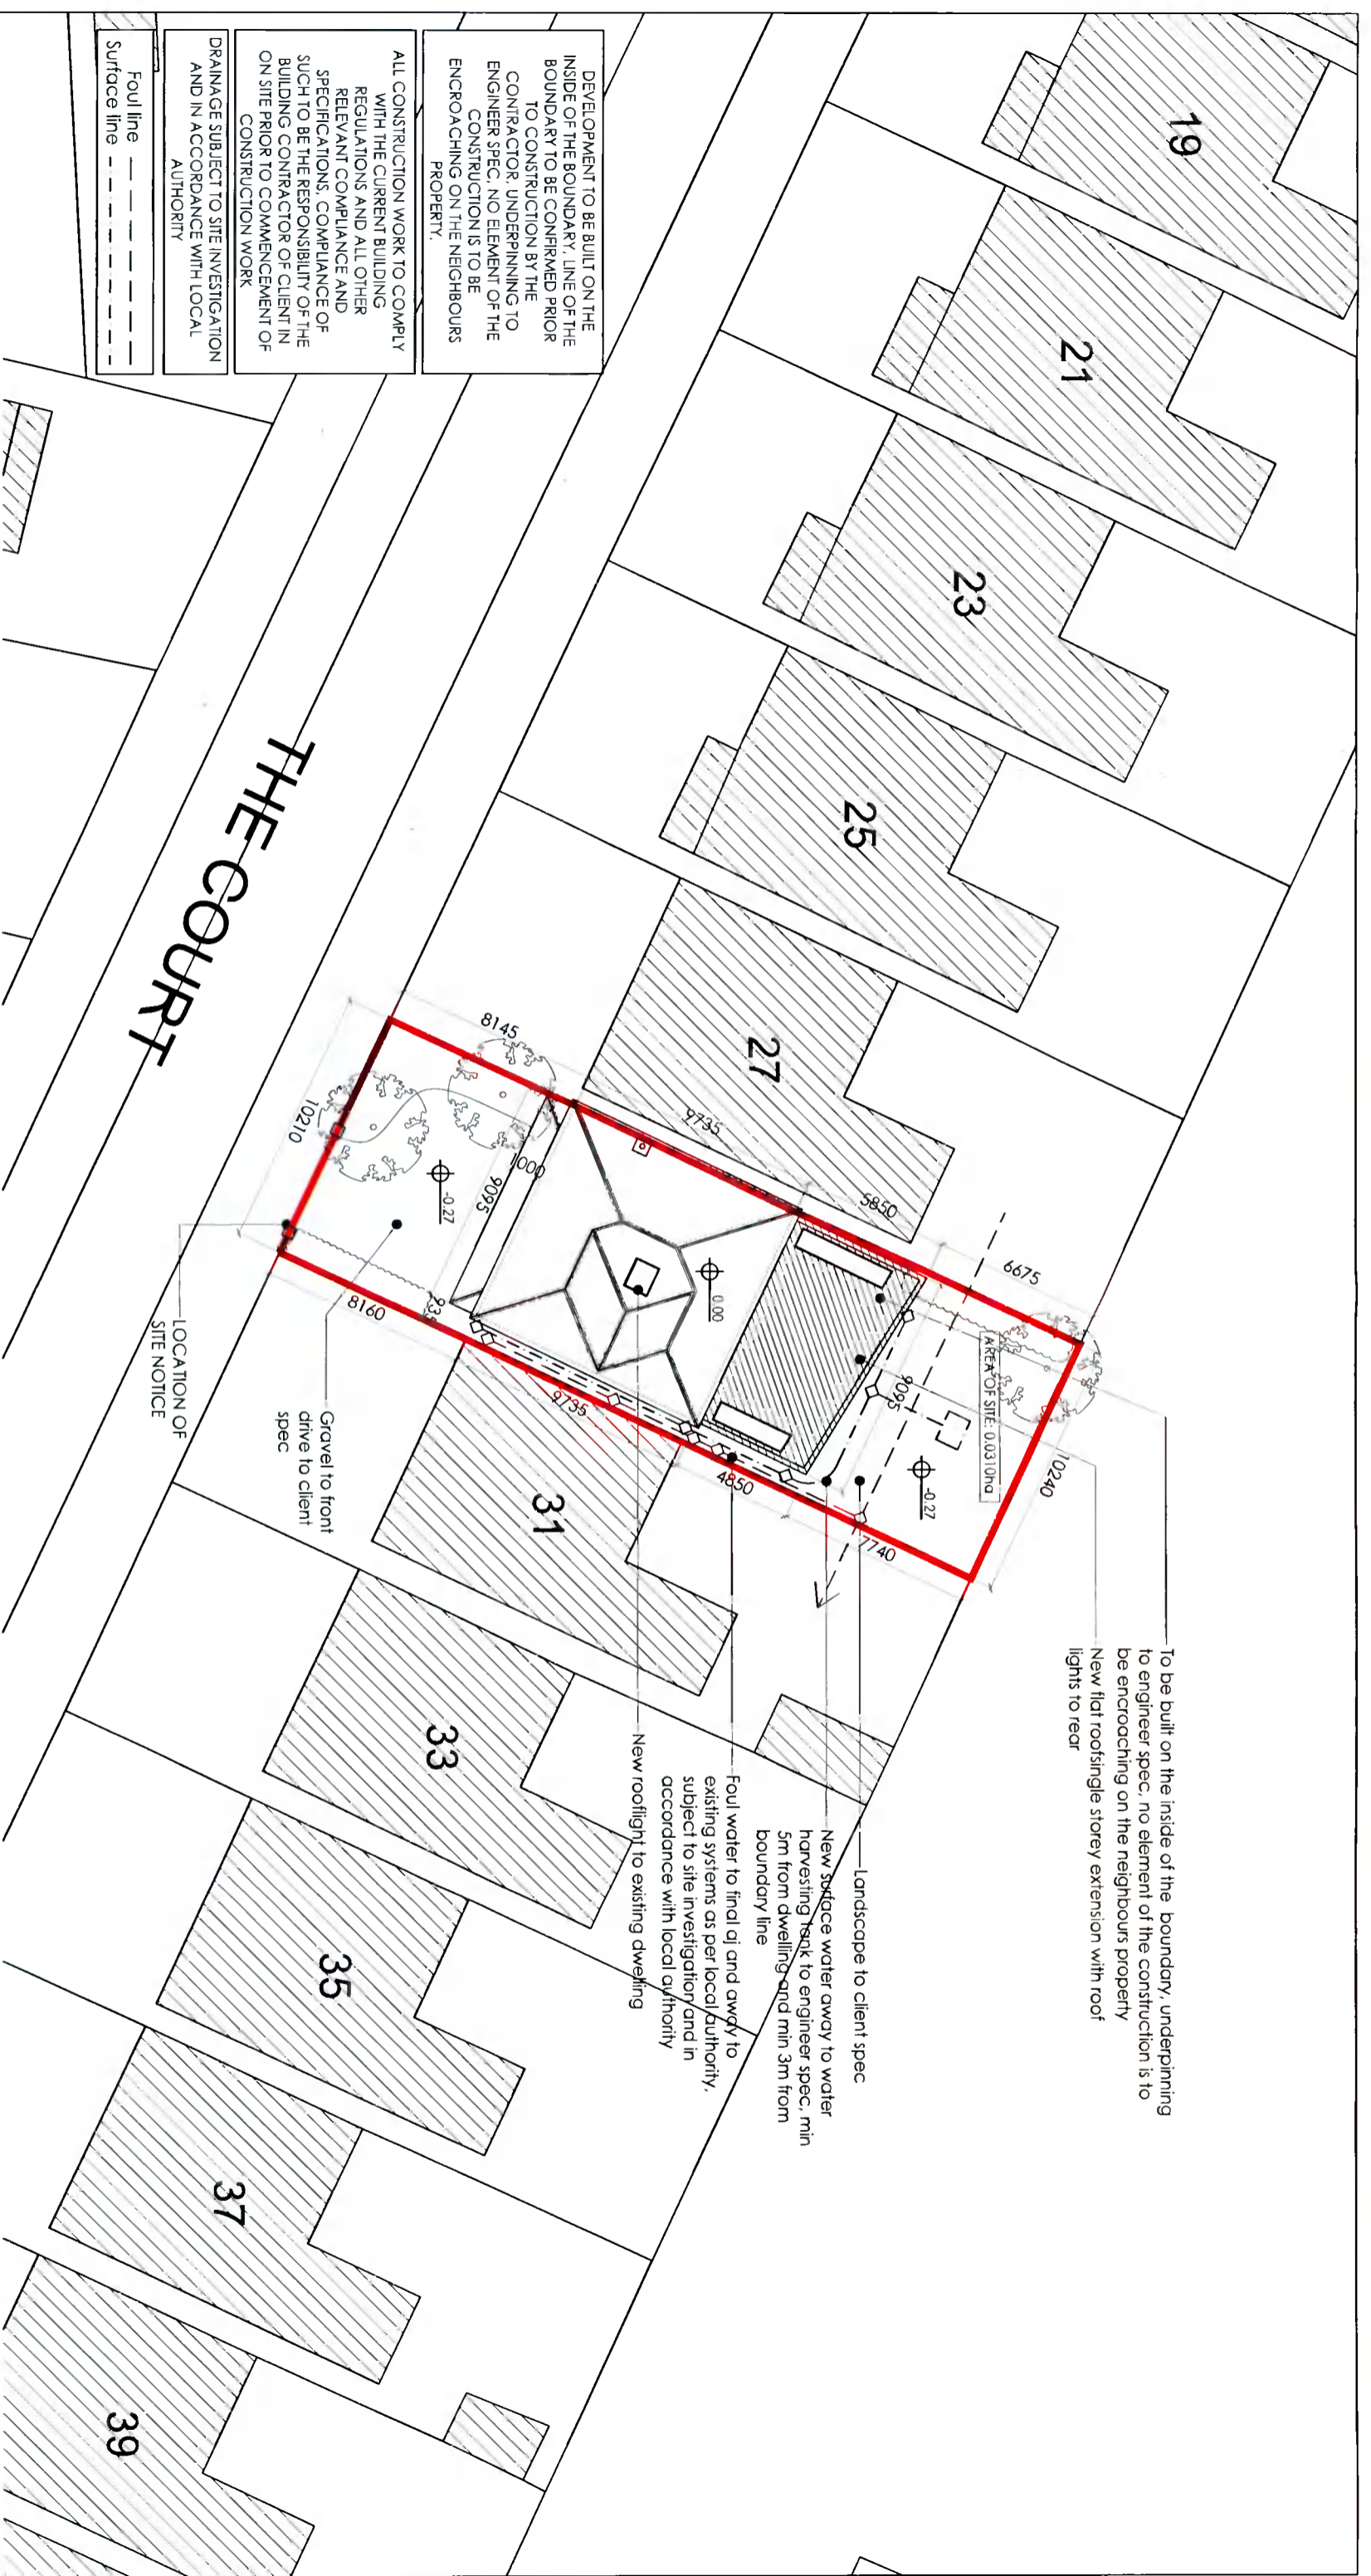 19
21
23
25
27
31
33
35
37
39
THE COURT
To be built on the inside of the boundary, underpinning
to engineer spec, no element of the construction is to
be encroaching on the neighbours property
New flat roofsingle storey extension with roof
lights to rear
Landscape to client spec
New surface water away to water
harvesting tank to engineer spec, min
5m from dwelling and min 3m from
boundary line
Foul water to final aj and away to
existing systems as per local authority,
subject to site investigation and in
accordance with local authority
New rooflight to existing dwelling
Gravel to front
drive to client
spec
LOCATION OF
SITE NOTICE
AREA OF SITE: 0.0310ha
8145
10210
1000
9095
-0.27
9735
5850
6675
0.00
9095
-0.27
10240
8160
9735
4850
7740
DEVELOPMENT TO BE BUILT ON THE
INSIDE OF THE BOUNDARY. LINE OF THE
BOUNDARY TO BE CONFIRMED PRIOR
TO CONSTRUCTION BY THE
CONTRACTOR, UNDERPINNING TO
ENGINEER SPEC, NO ELEMENT OF THE
CONSTRUCTION IS TO BE
ENCROACHING ON THE NEIGHBOURS
PROPERTY.
ALL CONSTRUCTION WORK TO COMPLY
WITH THE CURRENT BUILDING
REGULATIONS AND ALL OTHER
RELEVANT COMPLIANCE AND
SPECIFICATIONS, COMPLIANCE OF
SUCH TO BE THE RESPONSIBILITY OF THE
BUILDING CONTRACTOR OF CLIENT IN
ON SITE PRIOR TO COMMENCEMENT OF
CONSTRUCTION WORK
DRAINAGE SUBJECT TO SITE INVESTIGATION
AND IN ACCORDANCE WITH LOCAL
AUTHORITY
Foul line
Surface line